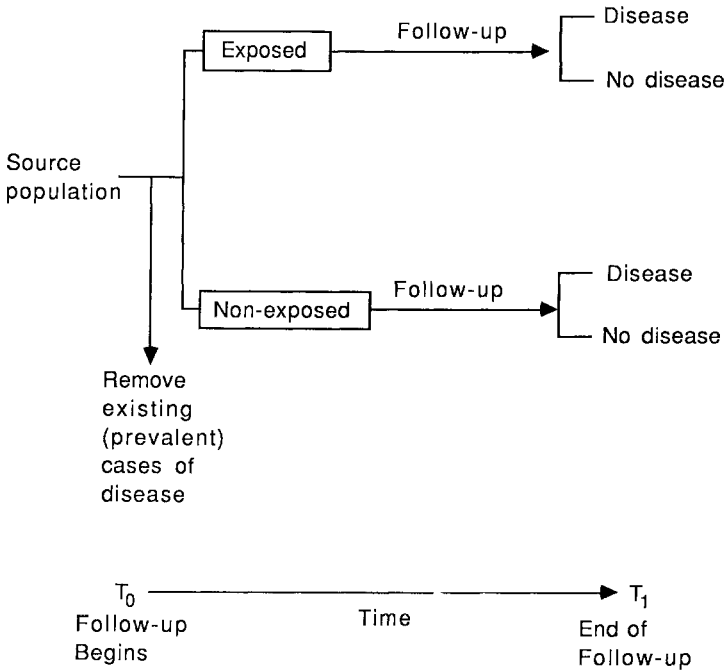 Exposed
Follow-up
Disease
No disease
Source
population
Non-exposed
Follow-up
Disease
No disease
Remove
existing
(prevalent)
cases of
disease
T0
Time
T1
Follow-up
Begins
End of
Follow-up